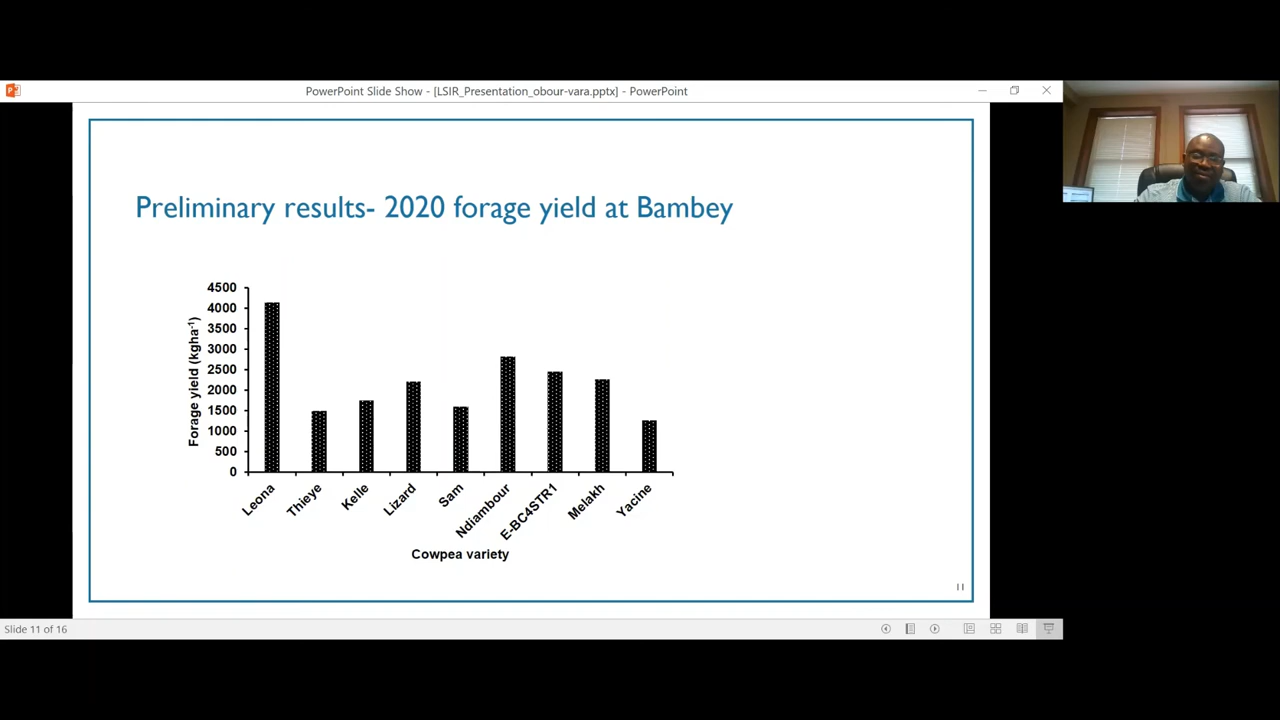 PowerPoint Slide Show - [LSIR_Presentation_obour-vara.pptx] - PowerPoint
Preliminary results- 2020 forage yield at Bambey
Forage yield (kgha⁻¹)
4500
4000
3500
3000
2500
2000
1500
1000
500
0
Leona
Thieye
Kelle
Lizard
Sam
Ndiambour
E-BC4STR1
Melakh
Yacine
Cowpea variety
11
Slide 11 of 16